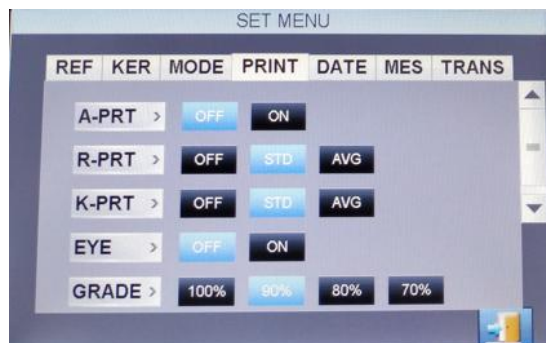 SET MENU
REF KER MODE PRINT DATE MES TRANS
A-PRT > OFF ON
R-PRT > OFF STD AVG
K-PRT > OFF STD AVG
EYE > OFF ON
GRADE > 100% 90% 80% 70%